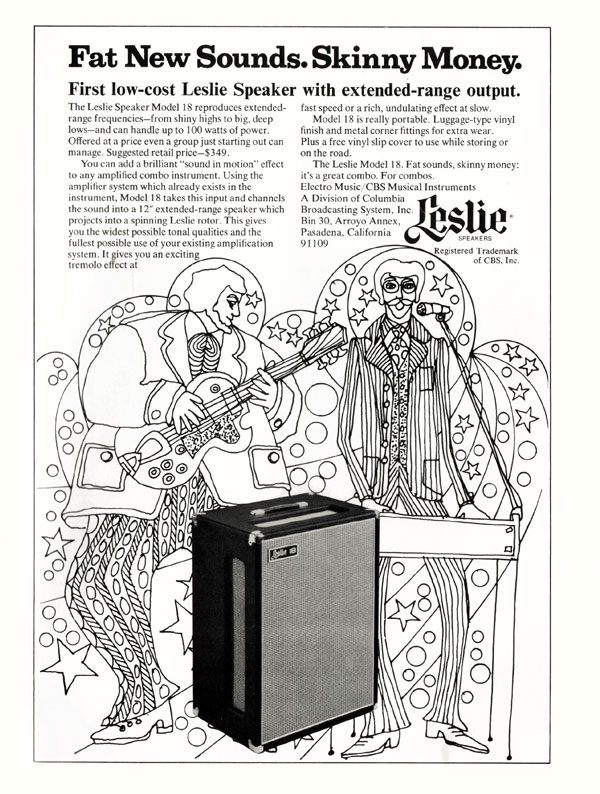 Fat New Sounds. Skinny Money.
First low-cost Leslie Speaker with extended-range output.
The Leslie Speaker Model 18 reproduces extended-
range frequencies—from shiny highs to big, deep
lows—and can handle up to 100 watts of power.
Offered at a price even a group just starting out can
manage. Suggested retail price—$349.
You can add a brilliant "sound in motion" effect
to any amplified combo instrument. Using the
amplifier system which already exists in the
instrument, Model 18 takes this input and channels
the sound into a 12" extended-range speaker which
projects into a spinning Leslie rotor. This gives
you the widest possible tonal qualities and the
fullest possible use of your existing amplification
system. It gives you an exciting
tremolo effect at
fast speed or a rich, undulating effect at slow.
Model 18 is really portable. Luggage-type vinyl
finish and metal corner fittings for extra wear.
Plus a free vinyl slip cover to use while storing or
on the road.
The Leslie Model 18. Fat sounds, skinny money:
it's a great combo. For combos.
Electro Music/CBS Musical Instruments
A Division of Columbia
Broadcasting System, Inc.
Bin 30, Arroyo Annex,
Pasadena, California
91109
Leslie®
SPEAKERS
Registered Trademark
of CBS, Inc.
Leslie 18